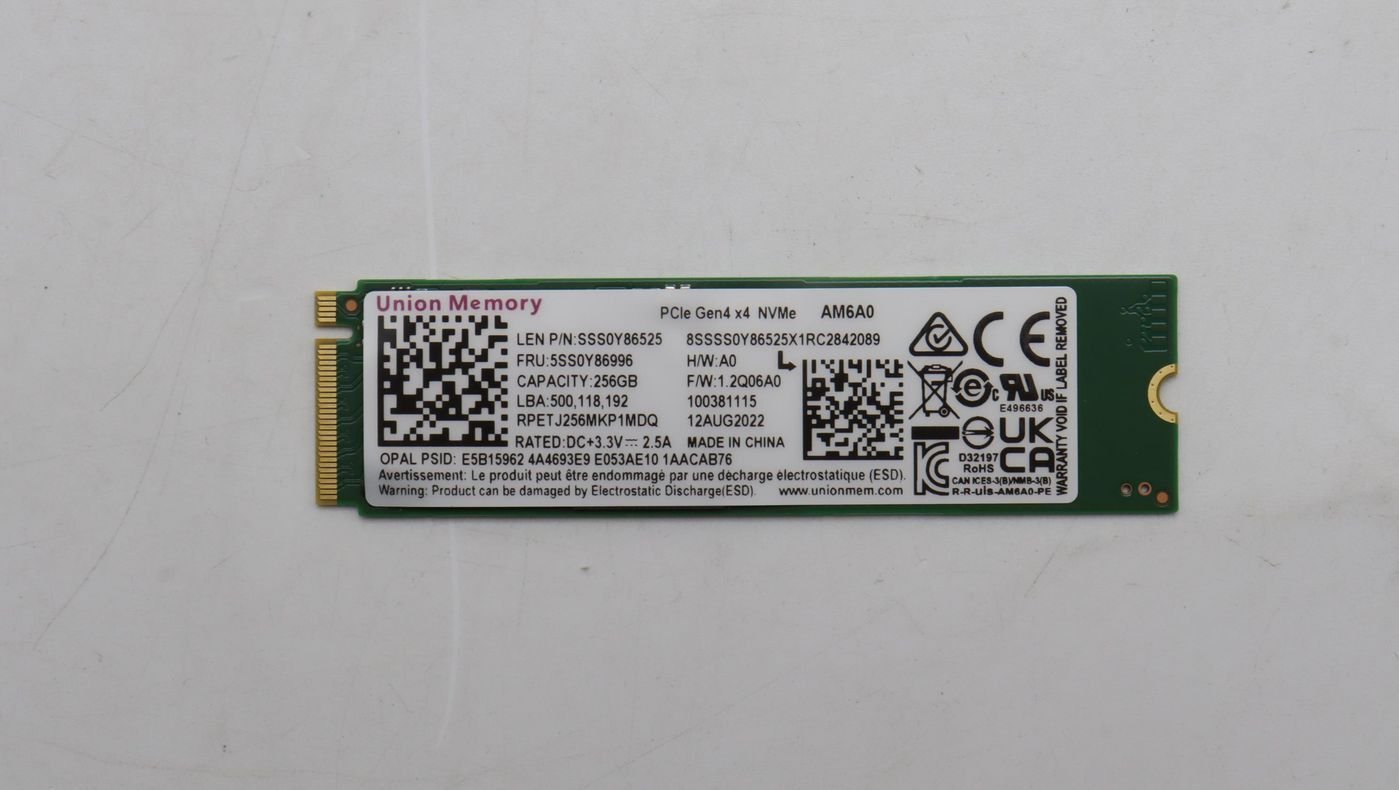 Union Memory
PCIe Gen4 x4 NVMe AM6A0
LEN P/N:SSS0Y86525 8SSSS0Y86525X1RC2842089
FRU:5SS0Y86996 H/W:A0
CAPACITY:256GB F/W:1.2Q06A0
LBA:500,118,192 100381115
RPETJ256MKP1MDQ 12AUG2022
RATED:DC+3.3V⎓ 2.5A MADE IN CHINA
OPAL PSID: E5B15962 4A4693E9 E053AE10 1AACAB76
Avertissement: Le produit peut être endommagé par une décharge électrostatique (ESD).
Warning: Product can be damaged by Electrostatic Discharge(ESD). www.unionmem.com
CE
c RU US
E496636
UK
CA
D32197
RoHS
CAN ICES-3(B)/NMB-3(B)
R-R-UIS-AM6A0-PE
WARRANTY VOID IF LABEL REMOVED